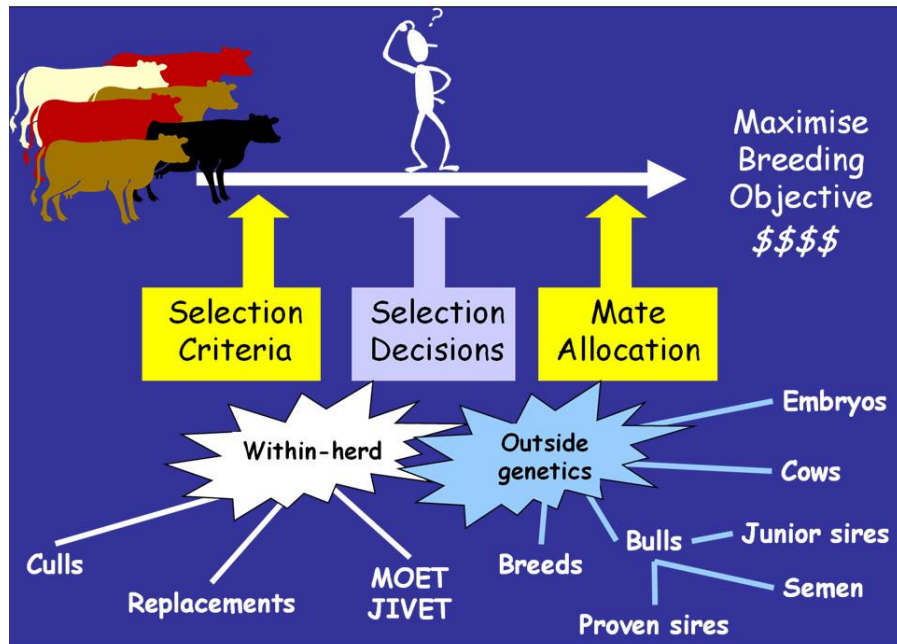 ?
Maximise
Breeding
Objective
$$$$
Selection
Criteria
Selection
Decisions
Mate
Allocation
Within-herd
Outside
genetics
Embryos
Cows
Culls
Replacements
MOET
JIVET
Breeds
Bulls
Junior sires
Semen
Proven sires